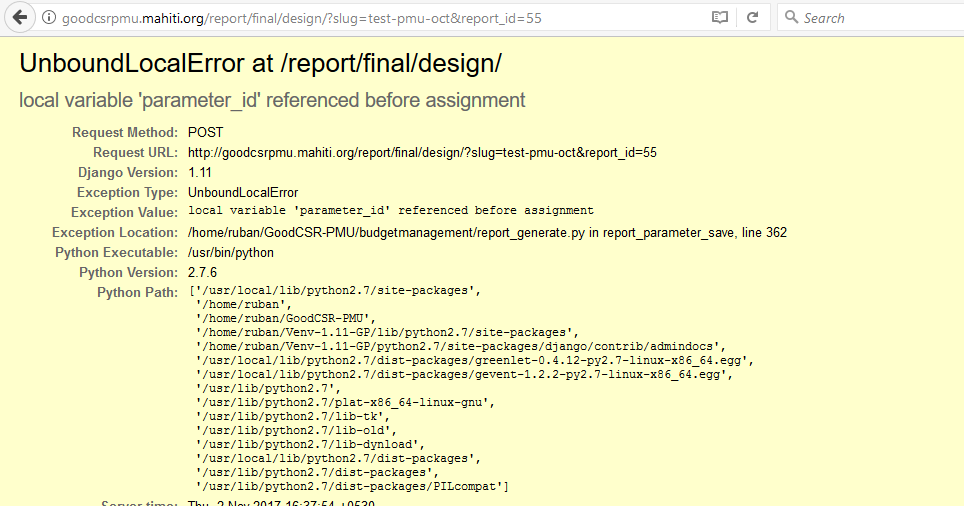 goodcsrpmu.mahiti.org/report/final/design/?slug=test-pmu-oct&report_id=55
Search
UnboundLocalError at /report/final/design/
local variable 'parameter_id' referenced before assignment
Request Method: POST
Request URL: http://goodcsrpmu.mahiti.org/report/final/design/?slug=test-pmu-oct&report_id=55
Django Version: 1.11
Exception Type: UnboundLocalError
Exception Value: local variable 'parameter_id' referenced before assignment
Exception Location: /home/ruban/GoodCSR-PMU/budgetmanagement/report_generate.py in report_parameter_save, line 362
Python Executable: /usr/bin/python
Python Version: 2.7.6
Python Path: ['/usr/local/lib/python2.7/site-packages',
'/home/ruban',
'/home/ruban/GoodCSR-PMU',
'/home/ruban/Venv-1.11-GP/lib/python2.7/site-packages',
'/home/ruban/Venv-1.11-GP/python2.7/site-packages/django/contrib/admindocs',
'/usr/local/lib/python2.7/dist-packages/greenlet-0.4.12-py2.7-linux-x86_64.egg',
'/usr/local/lib/python2.7/dist-packages/gevent-1.2.2-py2.7-linux-x86_64.egg',
'/usr/lib/python2.7',
'/usr/lib/python2.7/plat-x86_64-linux-gnu',
'/usr/lib/python2.7/lib-tk',
'/usr/lib/python2.7/lib-old',
'/usr/lib/python2.7/lib-dynload',
'/usr/local/lib/python2.7/dist-packages',
'/usr/lib/python2.7/dist-packages',
'/usr/lib/python2.7/dist-packages/PILcompat']
Server time: Thu, 2 Nov 2017 16:37:54 +0530